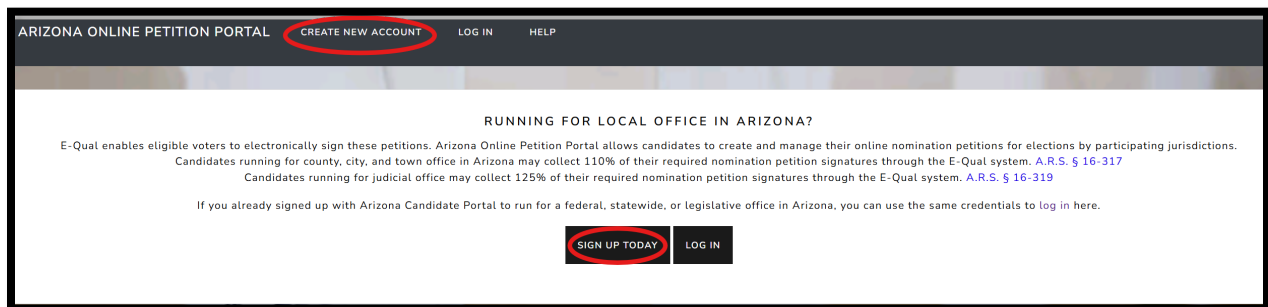 ARIZONA ONLINE PETITION PORTAL CREATE NEW ACCOUNT LOG IN HELP
RUNNING FOR LOCAL OFFICE IN ARIZONA?
E-Qual enables eligible voters to electronically sign these petitions. Arizona Online Petition Portal allows candidates to create and manage their online nomination petitions for elections by participating jurisdictions.
Candidates running for county, city, and town office in Arizona may collect 110% of their required nomination petition signatures through the E-Qual system. A.R.S. § 16-317
Candidates running for judicial office may collect 125% of their required nomination petition signatures through the E-Qual system. A.R.S. § 16-319
If you already signed up with Arizona Candidate Portal to run for a federal, statewide, or legislative office in Arizona, you can use the same credentials to log in here.
SIGN UP TODAY LOG IN